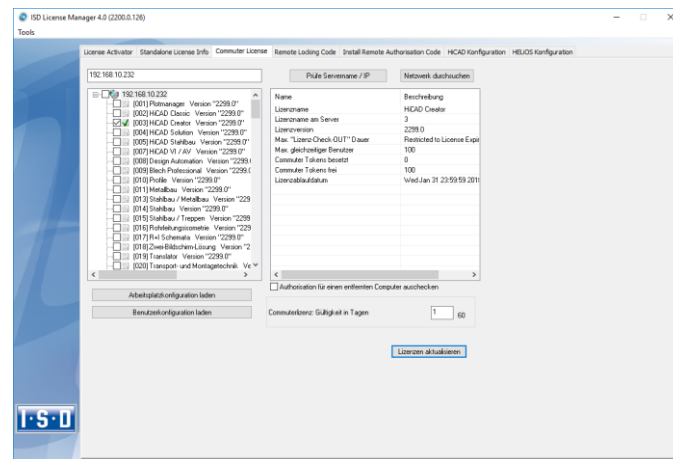 ISD License Manager 4.0 (2200.0.126)
Tools
License Activator Standalone License Info Commuter License Remote Locking Code Install Remote Authorisation Code HiCAD Konfiguration HELiOS Konfiguration
192.168.10.232
Prüfe Servername / IP
Netzwerk durchsuchen
192.168.10.232
[001] Plotmanager Version "2299.0"
[002] HiCAD Classic Version "2299.0"
[003] HiCAD Creator Version "2299.0"
[004] HiCAD Solution Version "2299.0"
[005] HiCAD Stahlbau Version "2299.0"
[007] HiCAD V1 / AV Version "2299.0"
[008] Design Automation Version "2299.
[009] Blech Professional Version "2299.0
[010] Profile Version "2299.0"
[011] Metallbau Version "2299.0"
[013] Stahlbau / Metallbau Version "229
[014] Stahlbau Version "2299.0"
[015] Stahlbau / Treppen Version "2299
[016] Rohrleitungsisometrie Version "229
[017] R+I Schemata Version "2299.0"
[018] Zwei-Bildschirm-Lösung Version "2
[019] Translator Version "2299.0"
[020] Transport- und Montagetechnik Ve
Name Beschreibung
Lizenzname HiCAD Creator
Lizenzname am Server 3
Lizenzversion 2299.0
Max. "Lizenz-Check-OUT" Dauer Restricted to License Expir
Max. gleichzeitiger Benutzer 100
Commuter Tokens besetzt 0
Commuter Tokens frei 100
Lizenzablaufdatum Wed Jan 31 23:59:59 201
Authorisation für einen entfernten Computer auschecken
Arbeitsplatzkonfiguration laden
Benutzerkonfiguration laden
Commuterlizenz: Gültigkeit in Tagen 1 60
Lizenzen aktualisieren
I·S·D